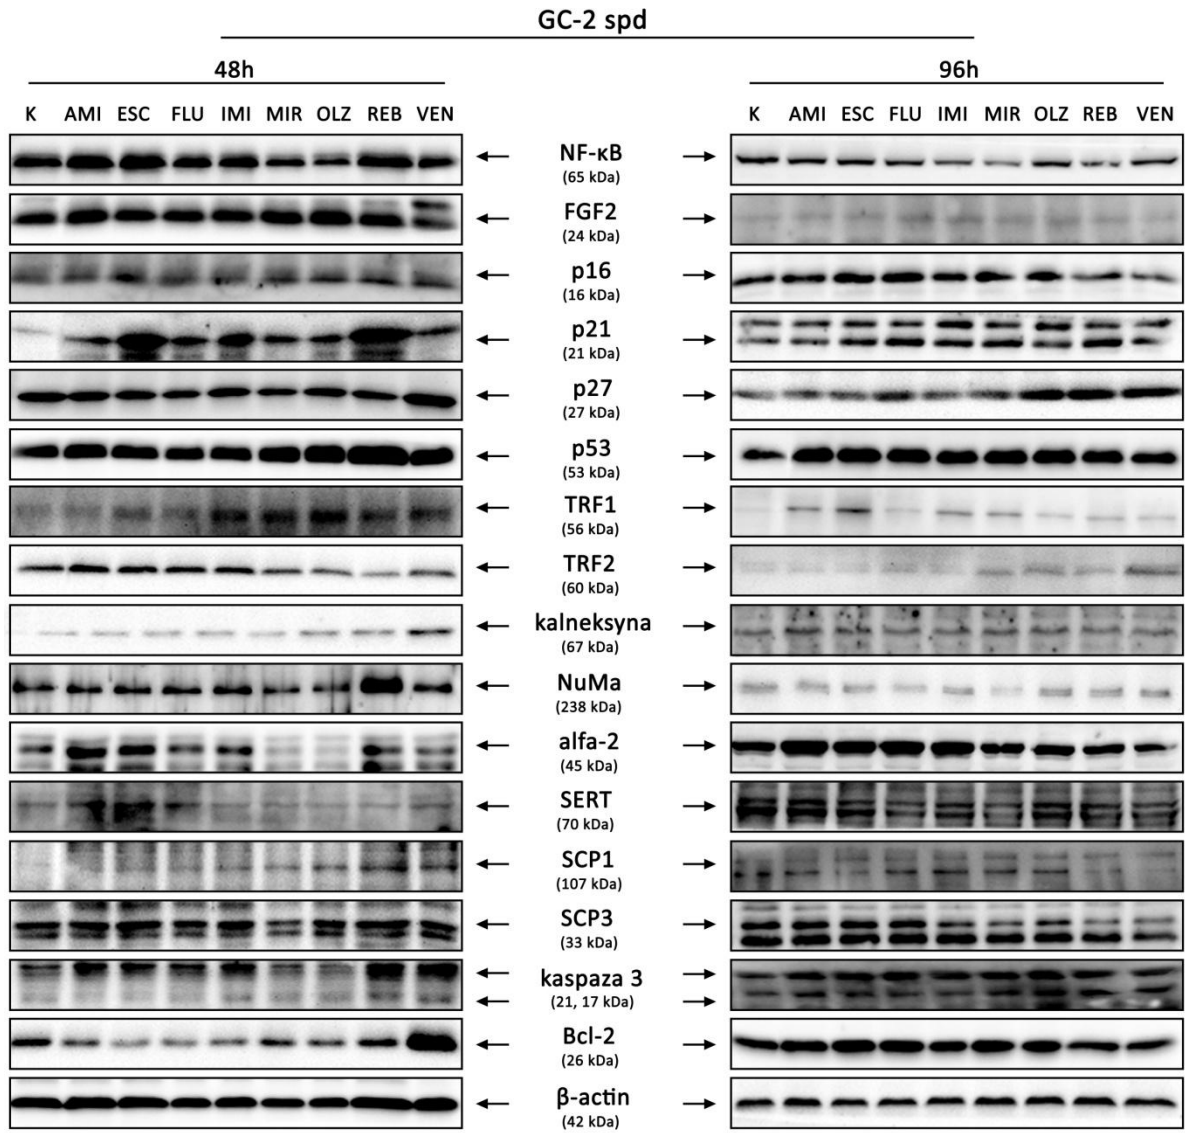 GC-2 spd
48h
96h
K AMI ESC FLU IMI MIR OLZ REB VEN
K AMI ESC FLU IMI MIR OLZ REB VEN
NF-κB
(65 kDa)
FGF2
(24 kDa)
p16
(16 kDa)
p21
(21 kDa)
p27
(27 kDa)
p53
(53 kDa)
TRF1
(56 kDa)
TRF2
(60 kDa)
kalneksyna
(67 kDa)
NuMa
(238 kDa)
alfa-2
(45 kDa)
SERT
(70 kDa)
SCP1
(107 kDa)
SCP3
(33 kDa)
kaspaza 3
(21, 17 kDa)
Bcl-2
(26 kDa)
β-actin
(42 kDa)